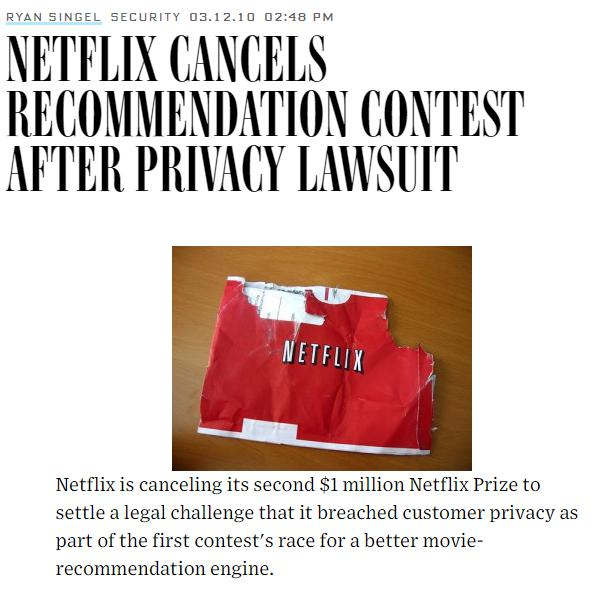 RYAN SINGEL SECURITY 03.12.10 02:48 PM
NETFLIX CANCELS
RECOMMENDATION CONTEST
AFTER PRIVACY LAWSUIT
NETFLIX
Netflix is canceling its second $1 million Netflix Prize to
settle a legal challenge that it breached customer privacy as
part of the first contest's race for a better movie-
recommendation engine.